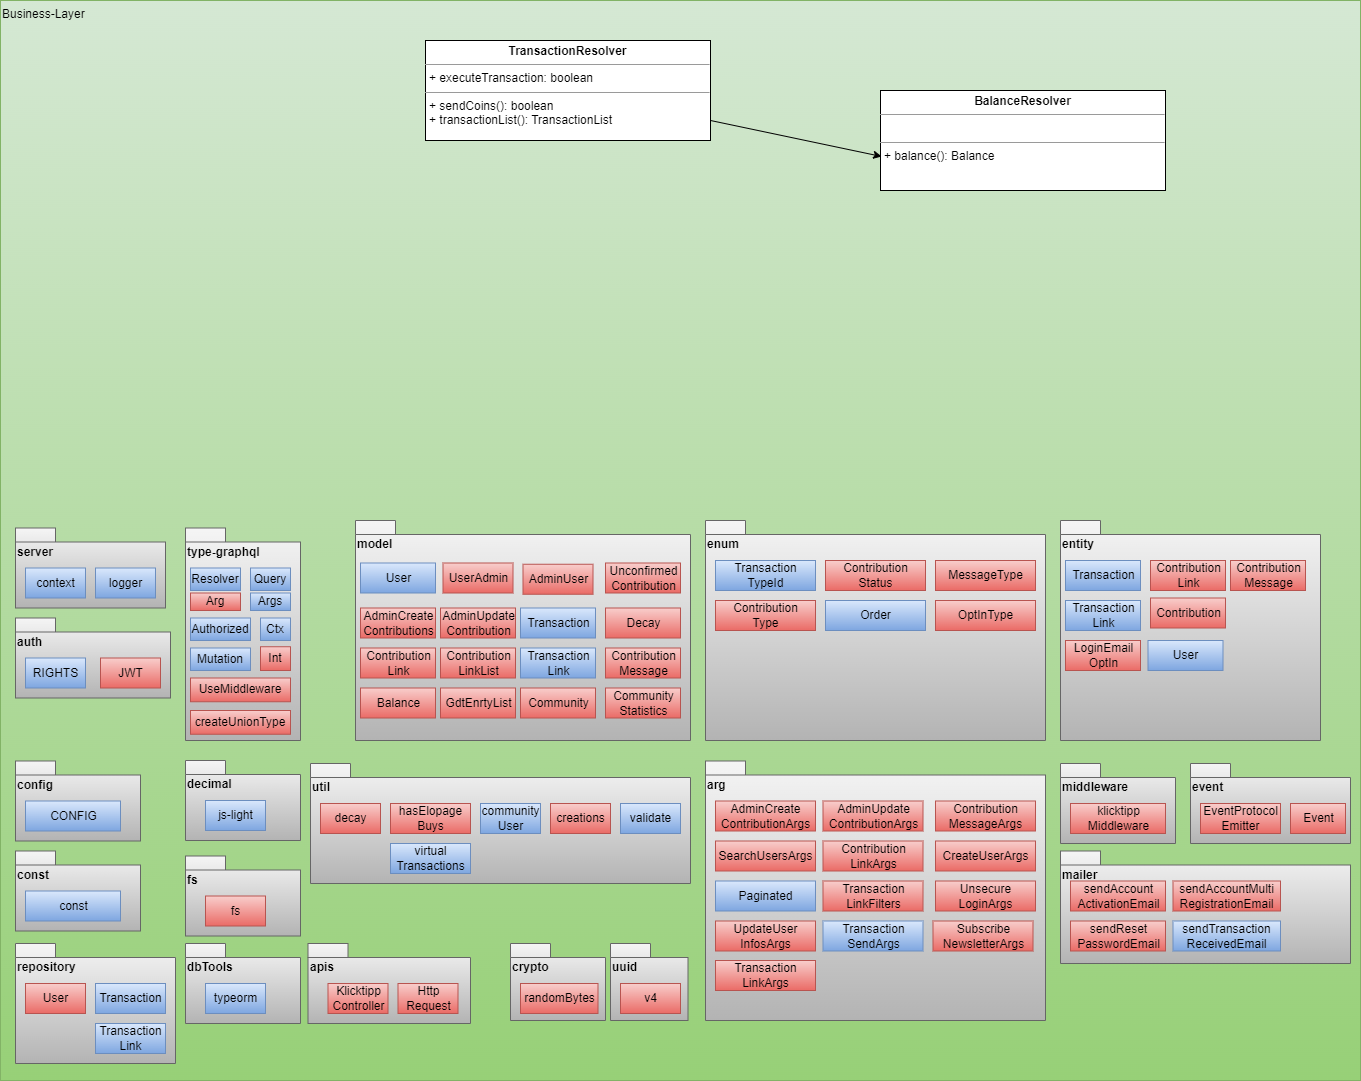 Business-Layer
TransactionResolver
+ executeTransaction: boolean
+ sendCoins(): boolean
+ transactionList(): TransactionList
BalanceResolver
+ balance(): Balance
server
context
logger
auth
RIGHTS
JWT
type-graphql
Resolver
Query
Arg
Args
Authorized
Ctx
Mutation
Int
UseMiddleware
createUnionType
model
User
UserAdmin
AdminUser
Unconfirmed
Contribution
AdminCreate
Contributions
AdminUpdate
Contribution
Transaction
Decay
Contribution
Link
Contribution
LinkList
Transaction
Link
Contribution
Message
Balance
GdtEnrtyList
Community
Community
Statistics
enum
Transaction
TypeId
Contribution
Status
MessageType
Contribution
Type
Order
OptInType
entity
Transaction
Contribution
Link
Contribution
Message
Transaction
Link
Contribution
LoginEmail
OptIn
User
config
CONFIG
const
const
decimal
js-light
fs
fs
util
decay
hasElopage
Buys
community
User
creations
validate
virtual
Transactions
arg
AdminCreate
ContributionArgs
AdminUpdate
ContributionArgs
Contribution
MessageArgs
SearchUsersArgs
Contribution
LinkArgs
CreateUserArgs
Paginated
Transaction
LinkFilters
Unsecure
LoginArgs
UpdateUser
InfosArgs
Transaction
SendArgs
Subscribe
NewsletterArgs
Transaction
LinkArgs
middleware
klicktipp
Middleware
event
EventProtocol
Emitter
Event
mailer
sendAccount
ActivationEmail
sendAccountMulti
RegistrationEmail
sendReset
PasswordEmail
sendTransaction
ReceivedEmail
repository
User
Transaction
Transaction
Link
dbTools
typeorm
apis
Klicktipp
Controller
Http
Request
crypto
randomBytes
uuid
v4